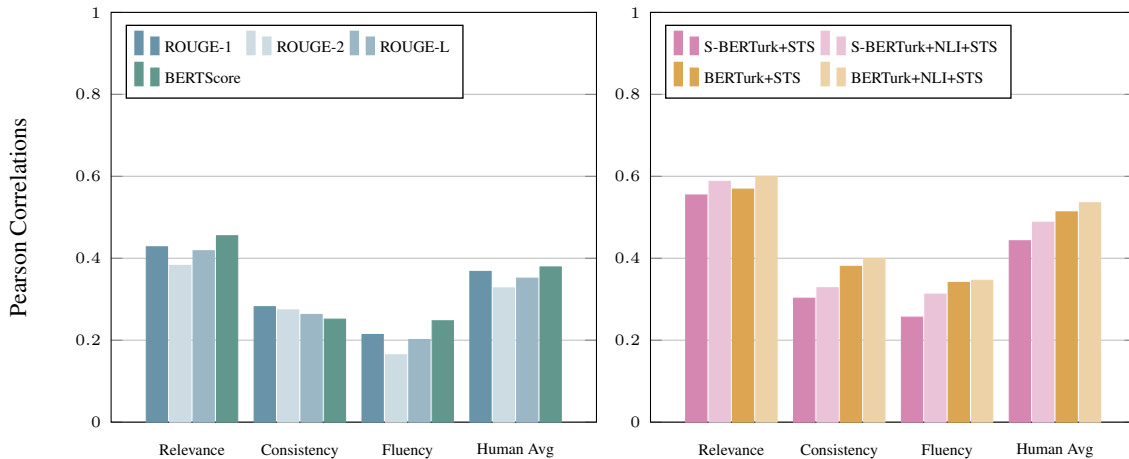 Pearson Correlations
1
0.8
0.6
0.4
0.2
0
ROUGE-1 ROUGE-2 ROUGE-L
BERTScore
Relevance Consistency Fluency Human Avg
1
0.8
0.6
0.4
0.2
0
S-BERTurk+STS S-BERTurk+NLI+STS
BERTurk+STS BERTurk+NLI+STS
Relevance Consistency Fluency Human Avg